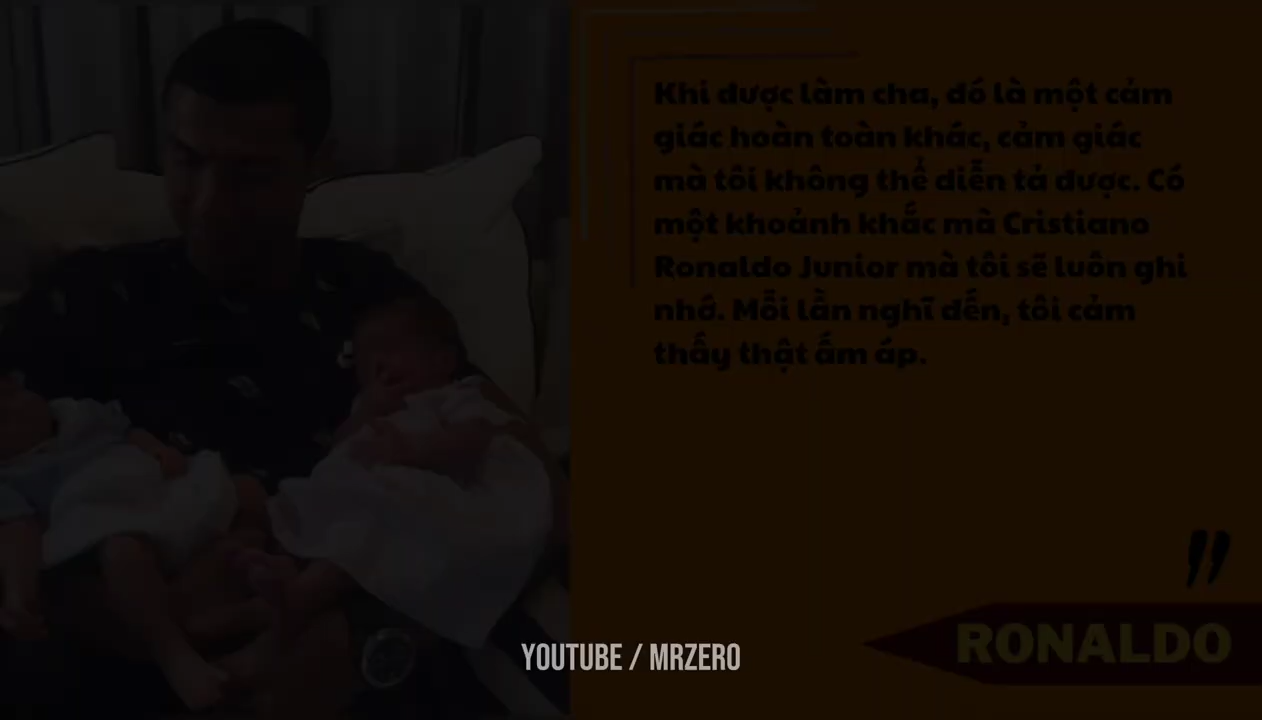 Khi được làm cha, đó là một cảm
giác hoàn toàn khác, cảm giác
mà tôi không thể diễn tả được. Có
một khoảnh khắc mà Cristiano
Ronaldo Junior mà tôi sẽ luôn ghi
nhớ. Mỗi lần nghĩ đến, tôi cảm
thấy thật ấm áp.
"
RONALDO
YOUTUBE / MRZERO